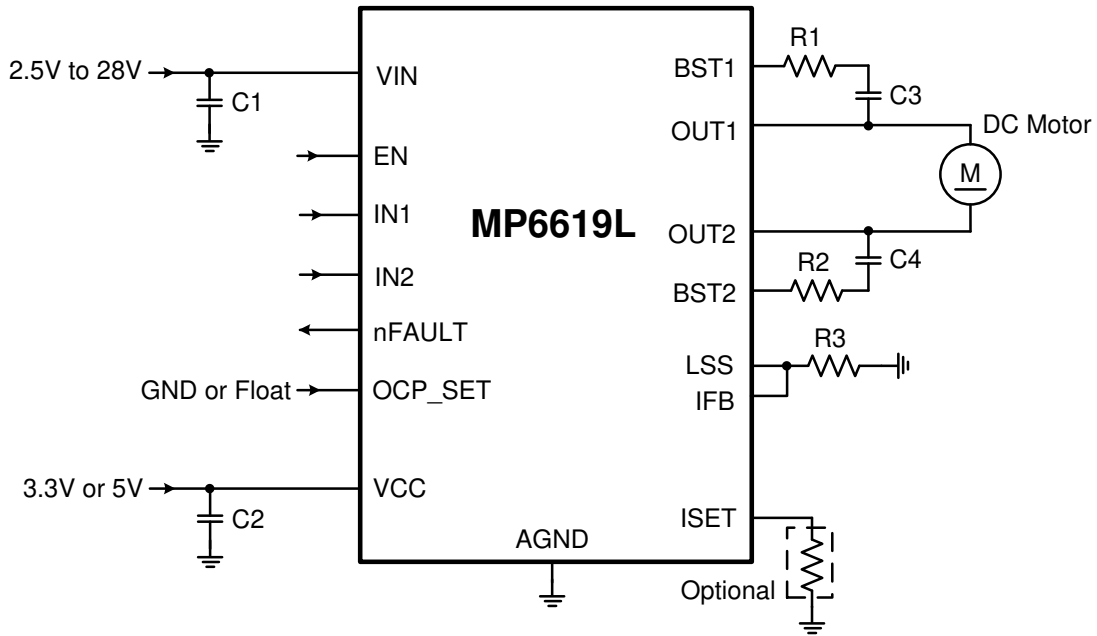 2.5V to 28V
C1
VIN
EN
IN1
IN2
nFAULT
GND or Float
OCP_SET
3.3V or 5V
C2
VCC
MP6619L
AGND
BST1
R1
C3
OUT1
DC Motor
M
OUT2
C4
R2
BST2
LSS
R3
IFB
ISET
Optional